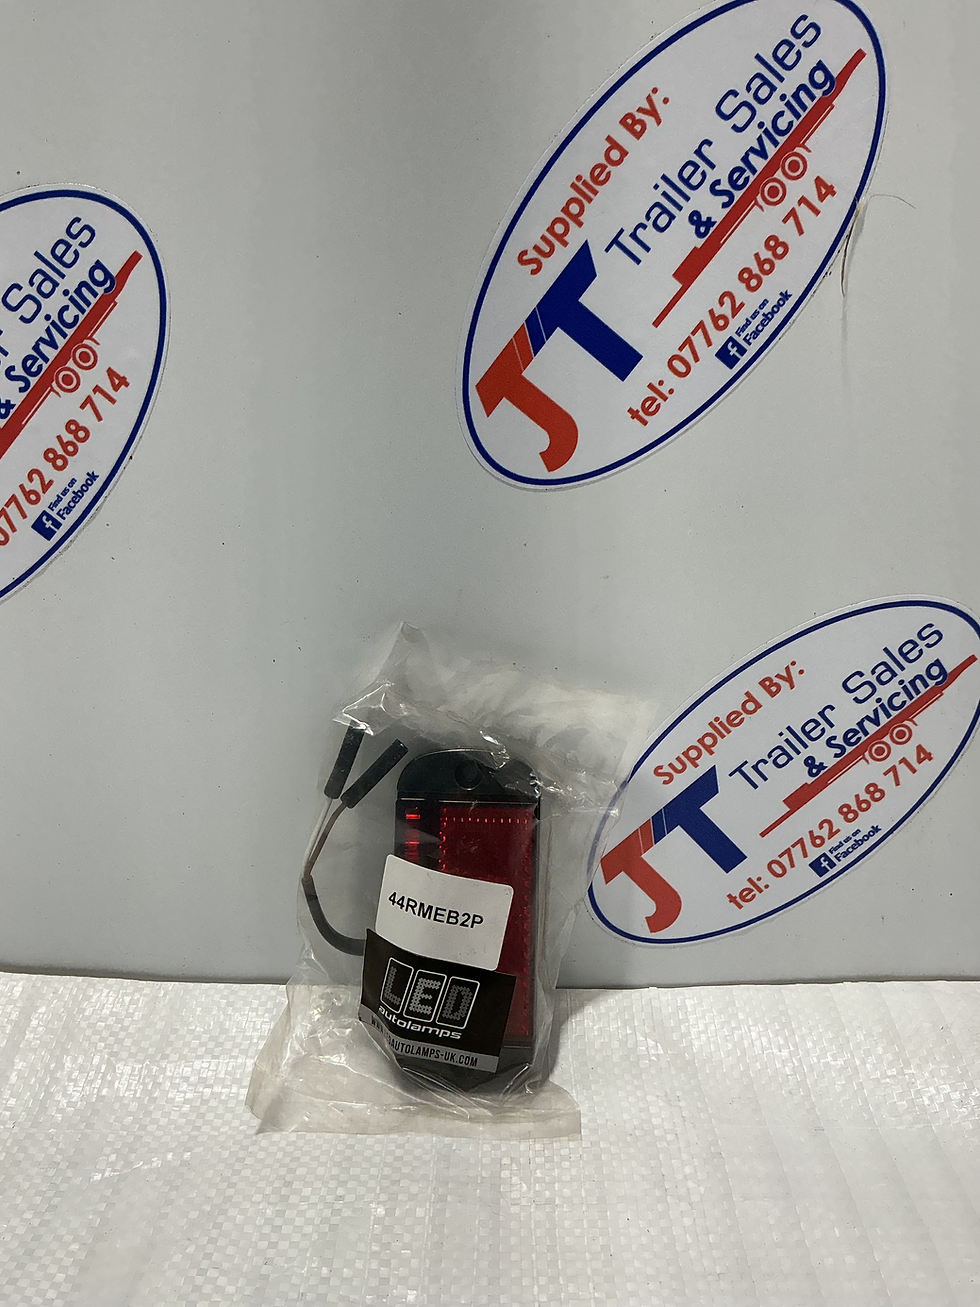 Supplied By:
JT
Trailer Sales
& Servicing
tel: 07762 868 714
Find us on
Facebook
Sales
& Servicing
07762 868 714
Find us on
Facebook
Supplied By:
JT
Trailer Sales
& Servicing
tel: 07762 868 714
Find us on
Facebook
44RMEB2P
LED
autolamps
AUTOLAMPS-UK.COM